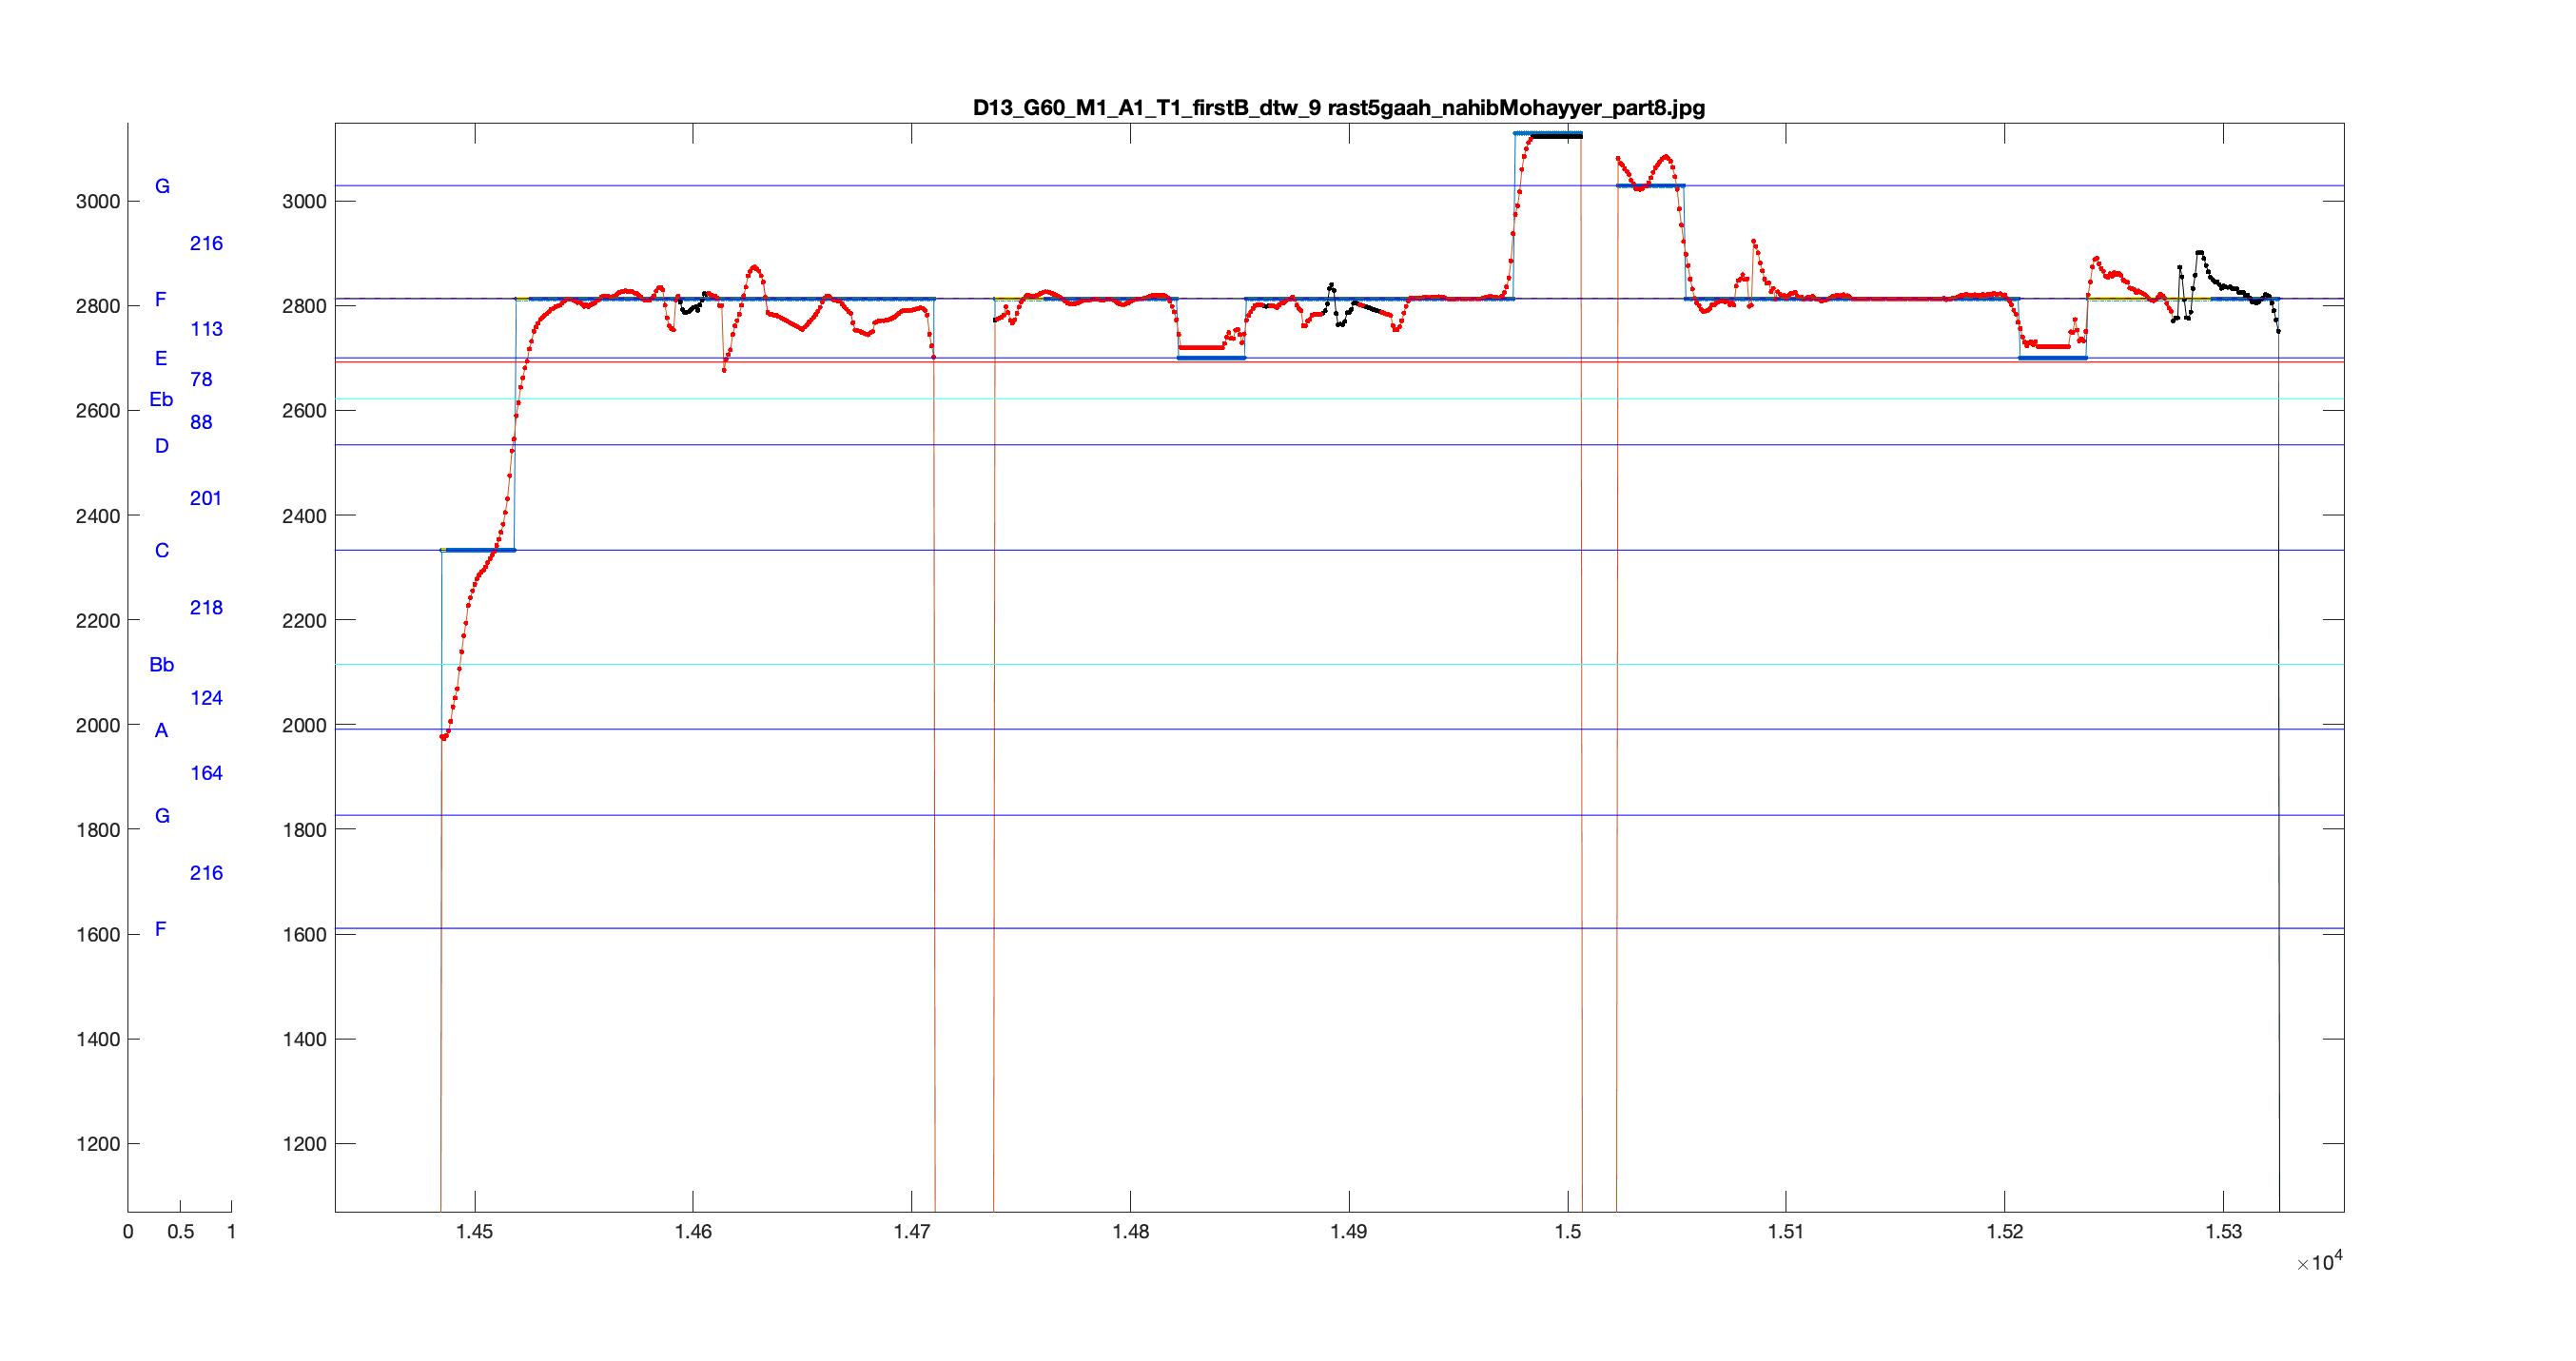 D13_G60_M1_A1_T1_firstB_dtw_9 rast5gaah_nahibMohayyer_part8.jpg
3000 G 3000
216
2800 F 2800
113
E
78
Eb
2600 2600
88
D
201
2400 2400
C
218
2200 2200
Bb
124
2000 A 2000
164
G
1800 1800
216
F
1600 1600
1400 1400
1200 1200
0 0.5 1 1.45 1.46 1.47 1.48 1.49 1.5 1.51 1.52 1.53
×10⁴